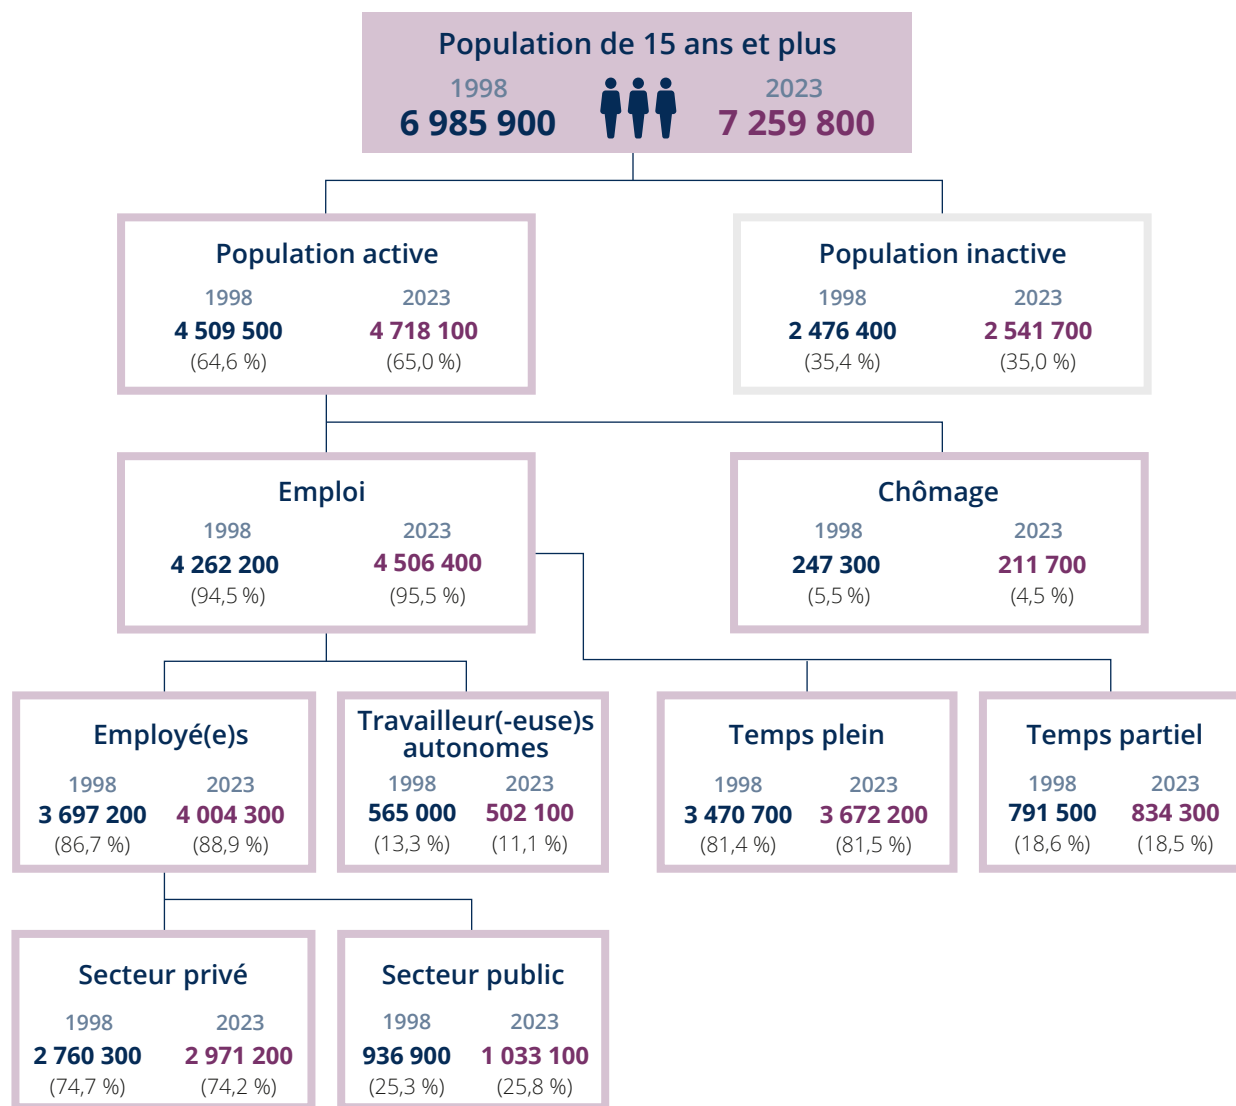 Population de 15 ans et plus
1998 2023
6 985 900 7 259 800
Population active
1998 2023
4 509 500 4 718 100
(64,6 %) (65,0 %)
Population inactive
1998 2023
2 476 400 2 541 700
(35,4 %) (35,0 %)
Emploi
1998 2023
4 262 200 4 506 400
(94,5 %) (95,5 %)
Chômage
1998 2023
247 300 211 700
(5,5 %) (4,5 %)
Employé(e)s
1998 2023
3 697 200 4 004 300
(86,7 %) (88,9 %)
Travailleur(-euse)s
autonomes
1998 2023
565 000 502 100
(13,3 %) (11,1 %)
Temps plein
1998 2023
3 470 700 3 672 200
(81,4 %) (81,5 %)
Temps partiel
1998 2023
791 500 834 300
(18,6 %) (18,5 %)
Secteur privé
1998 2023
2 760 300 2 971 200
(74,7 %) (74,2 %)
Secteur public
1998 2023
936 900 1 033 100
(25,3 %) (25,8 %)